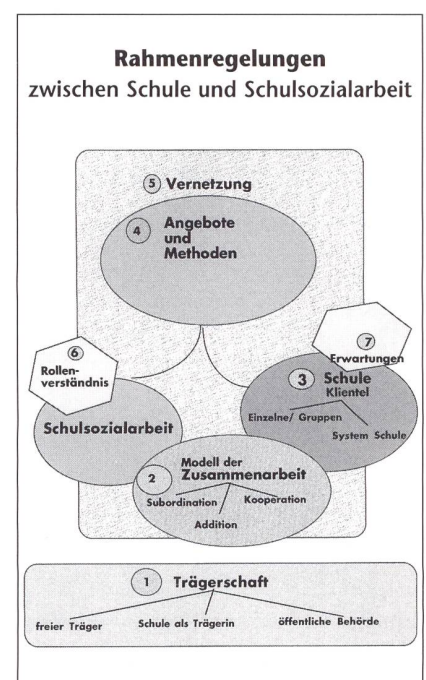 Rahmenregelungen
zwischen Schule und Schulsozialarbeit
5 Vernetzung
4 Angebote
und
Methoden
6
Rollen-
verständnis
Schulsozialarbeit
7
Erwartungen
3 Schule
Klientel
Einzelne/ Gruppen
System Schule
Modell der
2 Zusammenarbeit
Subordination
Kooperation
Addition
1 Trägerschaft
freier Träger
Schule als Trägerin
öffentliche Behörde